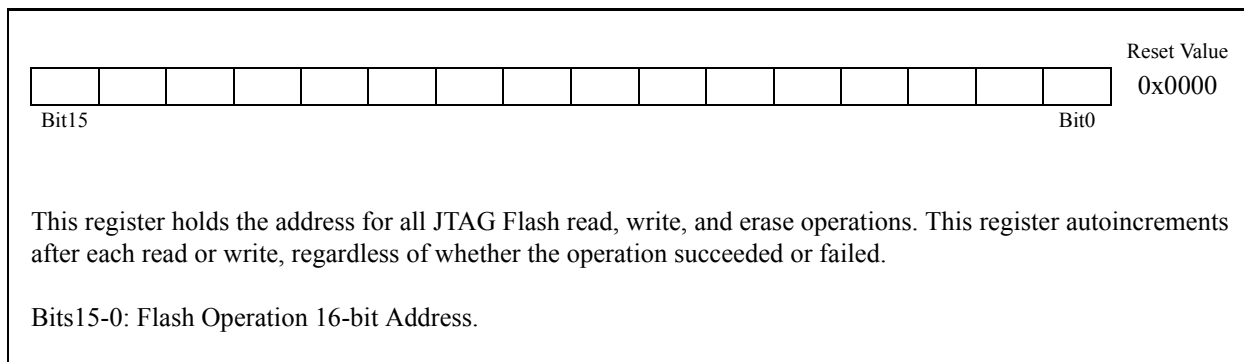 Reset Value
0x0000
Bit15 Bit0
This register holds the address for all JTAG Flash read, write, and erase operations. This register autoincrements
after each read or write, regardless of whether the operation succeeded or failed.
Bits15-0: Flash Operation 16-bit Address.